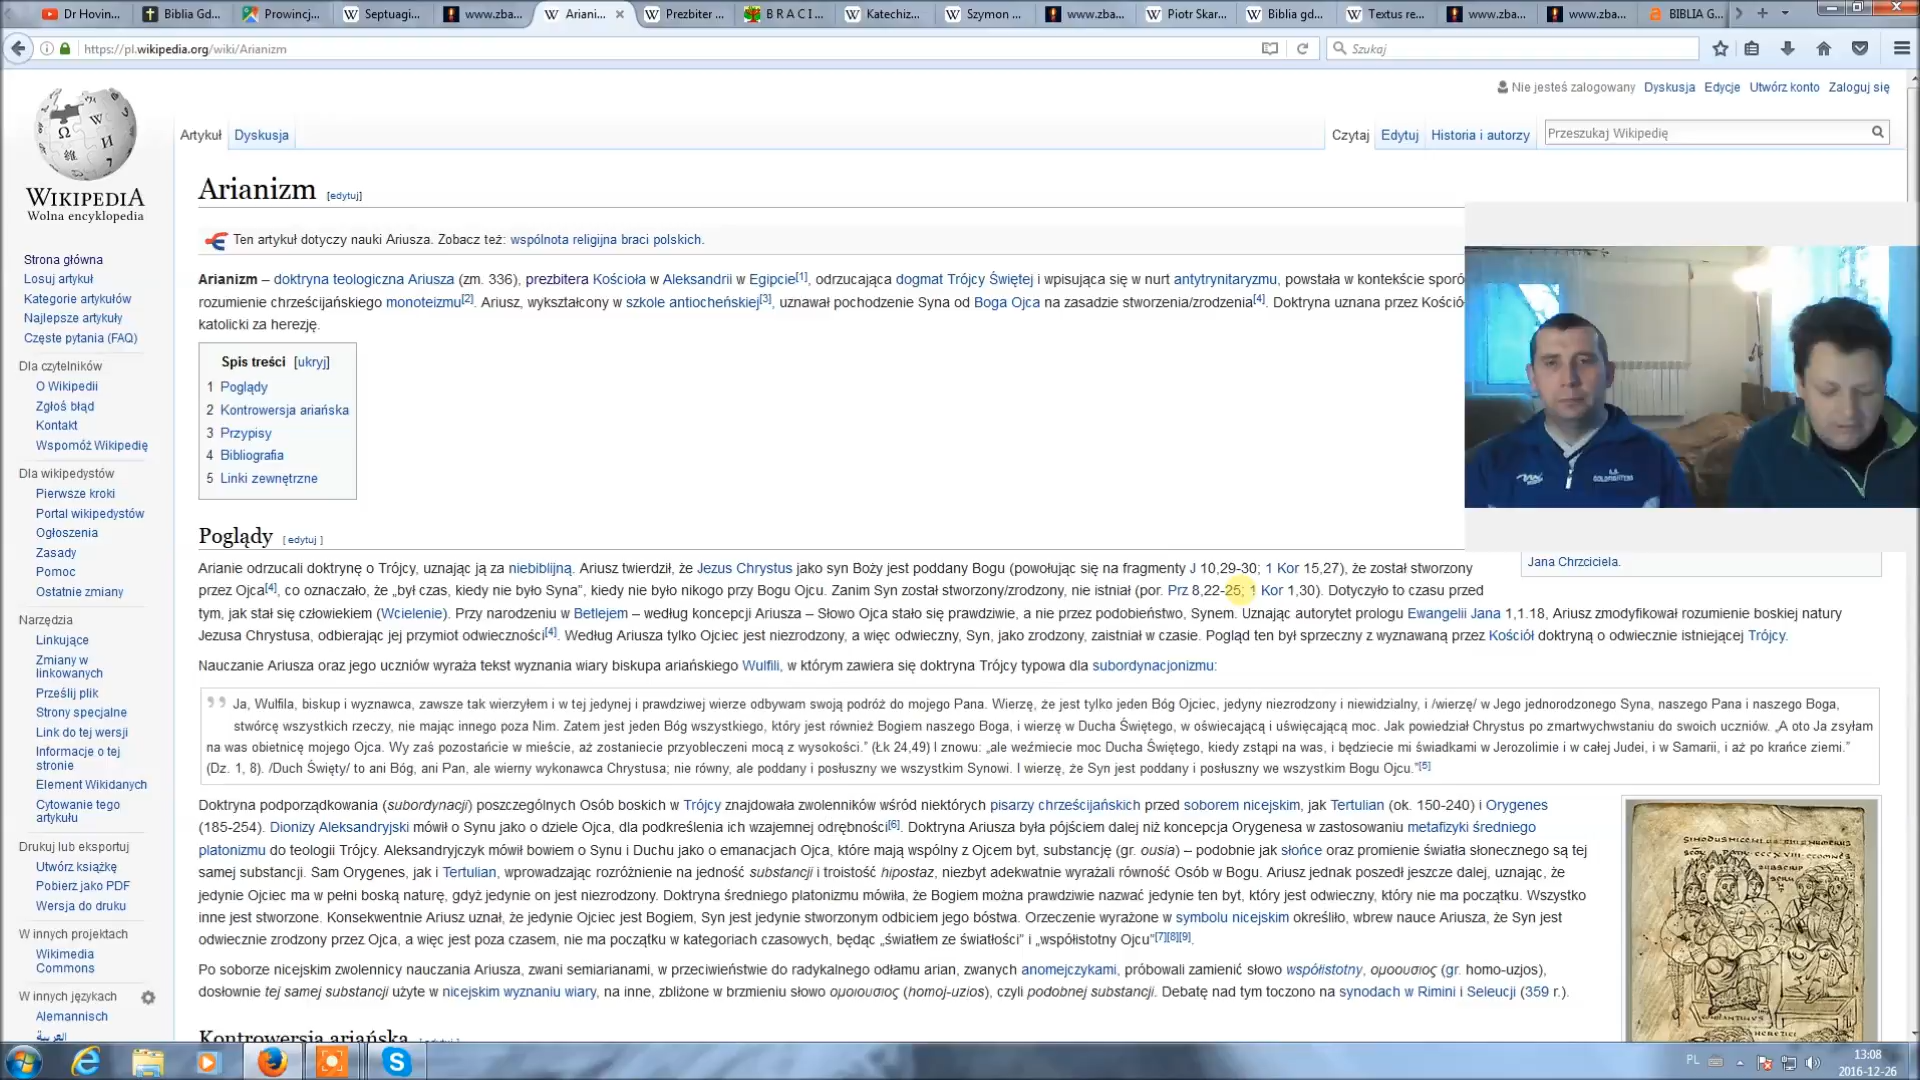 Dr Hovin...
Biblia Gd...
Prowincj...
Septuagi...
www.zba...
Ariani...
Prezbiter ...
B R A C I ...
Katechiz...
Szymon ...
www.zba...
Piotr Skar...
Biblia gd...
Textus re...
www.zba...
www.zba...
BIBLIA G...
https://pl.wikipedia.org/wiki/Arianizm
Szukaj
Nie jesteś zalogowany Dyskusja Edycje Utwórz konto Zaloguj się
Artykuł Dyskusja
Czytaj Edytuj Historia i autorzy
Przeszukaj Wikipedię
WIKIPEDIA
Wolna encyklopedia
Strona główna
Losuj artykuł
Kategorie artykułów
Najlepsze artykuły
Częste pytania (FAQ)
Dla czytelników
O Wikipedii
Zgłoś błąd
Kontakt
Wspomóż Wikipedię
Dla wikipedystów
Pierwsze kroki
Portal wikipedystów
Ogłoszenia
Zasady
Pomoc
Ostatnie zmiany
Narzędzia
Linkujące
Zmiany w
linkowanych
Prześlij plik
Strony specjalne
Link do tej wersji
Informacje o tej
stronie
Element Wikidanych
Cytowanie tego
artykułu
Drukuj lub eksportuj
Utwórz książkę
Pobierz jako PDF
Wersja do druku
W innych projektach
Wikimedia
Commons
W innych językach
Alemannisch
العربية
Arianizm [edytuj]
Ten artykuł dotyczy nauki Ariusza. Zobacz też: wspólnota religijna braci polskich.
Arianizm – doktryna teologiczna Ariusza (zm. 336), prezbitera Kościoła w Aleksandrii w Egipcie[1], odrzucająca dogmat Trójcy Świętej i wpisująca się w nurt antytrynitaryzmu, powstała w kontekście sporó
rozumienie chrześcijańskiego monoteizmu[2]. Ariusz, wykształcony w szkole antiocheńskiej[3], uznawał pochodzenie Syna od Boga Ojca na zasadzie stworzenia/zrodzenia[4]. Doktryna uznana przez Kośció
katolicki za herezję.
Spis treści [ukryj]
1 Poglądy
2 Kontrowersja ariańska
3 Przypisy
4 Bibliografia
5 Linki zewnętrzne
Poglądy [ edytuj ]
Jana Chrzciciela.
Arianie odrzucali doktrynę o Trójcy, uznając ją za niebiblijną. Ariusz twierdził, że Jezus Chrystus jako syn Boży jest poddany Bogu (powołując się na fragmenty J 10,29-30; 1 Kor 15,27), że został stworzony
przez Ojca[4], co oznaczało, że „był czas, kiedy nie było Syna”, kiedy nie było nikogo przy Bogu Ojcu. Zanim Syn został stworzony/zrodzony, nie istniał (por. Prz 8,22-25; 1 Kor 1,30). Dotyczyło to czasu przed
tym, jak stał się człowiekiem (Wcielenie). Przy narodzeniu w Betlejem – według koncepcji Ariusza – Słowo Ojca stało się prawdziwie, a nie przez podobieństwo, Synem. Uznając autorytet prologu Ewangelii Jana 1,1.18, Ariusz zmodyfikował rozumienie boskiej natury
Jezusa Chrystusa, odbierając jej przymiot odwieczności[4]. Według Ariusza tylko Ojciec jest niezrodzony, a więc odwieczny, Syn, jako zrodzony, zaistniał w czasie. Pogląd ten był sprzeczny z wyznawaną przez Kościół doktryną o odwiecznie istniejącej Trójcy.
Nauczanie Ariusza oraz jego uczniów wyraża tekst wyznania wiary biskupa ariańskiego Wulfili, w którym zawiera się doktryna Trójcy typowa dla subordynacjonizmu:
Ja, Wulfila, biskup i wyznawca, zawsze tak wierzyłem i w tej jedynej i prawdziwej wierze odbywam swoją podróż do mojego Pana. Wierzę, że jest tylko jeden Bóg Ojciec, jedyny niezrodzony i niewidzialny, i /wierzę/ w Jego jednorodzonego Syna, naszego Pana i naszego Boga,
stwórcę wszystkich rzeczy, nie mając innego poza Nim. Zatem jest jeden Bóg wszystkiego, który jest również Bogiem naszego Boga, i wierzę w Ducha Świętego, w oświecającą i uświęcającą moc. Jak powiedział Chrystus po zmartwychwstaniu do swoich uczniów. „A oto Ja zsyłam
na was obietnicę mojego Ojca. Wy zaś pozostańcie w mieście, aż zostaniecie przyobleczeni mocą z wysokości.” (Łk 24,49) I znowu: „ale weźmiecie moc Ducha Świętego, kiedy zstąpi na was, i będziecie mi świadkami w Jerozolimie i w całej Judei, i w Samarii, i aż po krańce ziemi.”
(Dz. 1, 8). /Duch Święty/ to ani Bóg, ani Pan, ale wierny wykonawca Chrystusa; nie równy, ale poddany i posłuszny we wszystkim Synowi. I wierzę, że Syn jest poddany i posłuszny we wszystkim Bogu Ojcu.”[5]
Doktryna podporządkowania (subordynacji) poszczególnych Osób boskich w Trójcy znajdowała zwolenników wśród niektórych pisarzy chrześcijańskich przed soborem nicejskim, jak Tertulian (ok. 150-240) i Orygenes
(185-254). Dionizy Aleksandryjski mówił o Synu jako o dziele Ojca, dla podkreślenia ich wzajemnej odrębności[6]. Doktryna Ariusza była pójściem dalej niż koncepcja Orygenesa w zastosowaniu metafizyki średniego
platonizmu do teologii Trójcy. Aleksandryjczyk mówił bowiem o Synu i Duchu jako o emanacjach Ojca, które mają wspólny z Ojcem byt, substancję (gr. ousia) – podobnie jak słońce oraz promienie światła słonecznego są tej
samej substancji. Sam Orygenes, jak i Tertulian, wprowadzając rozróżnienie na jedność substancji i troistość hipostaz, niezbyt adekwatnie wyrażali równość Osób w Bogu. Ariusz jednak poszedł jeszcze dalej, uznając, że
jedynie Ojciec ma w pełni boską naturę, gdyż jedynie on jest niezrodzony. Doktryna średniego platonizmu mówiła, że Bogiem można prawdziwie nazwać jedynie ten byt, który jest odwieczny, który nie ma początku. Wszystko
inne jest stworzone. Konsekwentnie Ariusz uznał, że jedynie Ojciec jest Bogiem, Syn jest jedynie stworzonym odbiciem jego bóstwa. Orzeczenie wyrażone w symbolu nicejskim określiło, wbrew nauce Ariusza, że Syn jest
odwiecznie zrodzony przez Ojca, a więc jest poza czasem, nie ma początku w kategoriach czasowych, będąc „światłem ze światłości” i „współistotny Ojcu”[7][8][9].
Po soborze nicejskim zwolennicy nauczania Ariusza, zwani semiarianami, w przeciwieństwie do radykalnego odłamu arian, zwanych anomejczykami, próbowali zamienić słowo współistotny, ομοουσιος (gr. homo-uzjos),
dosłownie tej samej substancji użyte w nicejskim wyznaniu wiary, na inne, zbliżone w brzmieniu słowo ομοιουσιος (homoj-uzios), czyli podobnej substancji. Debatę nad tym toczono na synodach w Rimini i Seleucji (359 r.).
Kontrowersja ariańska [ edytuj ]
PL
13:08
2016-12-26